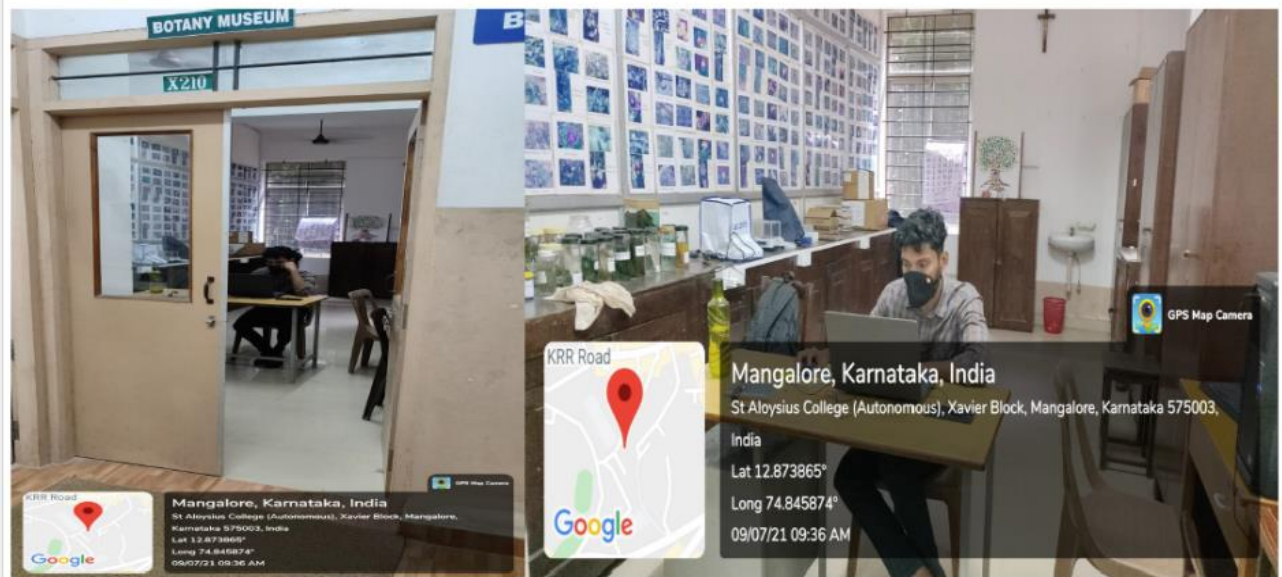 BOTANY MUSEUM
X210
B
KRR Road
Google
GPS Map Camera
Mangalore, Karnataka, India
St Aloysius College (Autonomous), Xavier Block, Mangalore,
Karnataka 575003, India
Lat 12.873865°
Long 74.845874°
09/07/21 09:36 AM
GPS Map Camera
KRR Road
Google
Mangalore, Karnataka, India
St Aloysius College (Autonomous), Xavier Block, Mangalore, Karnataka 575003,
India
Lat 12.873865°
Long 74.845874°
09/07/21 09:36 AM